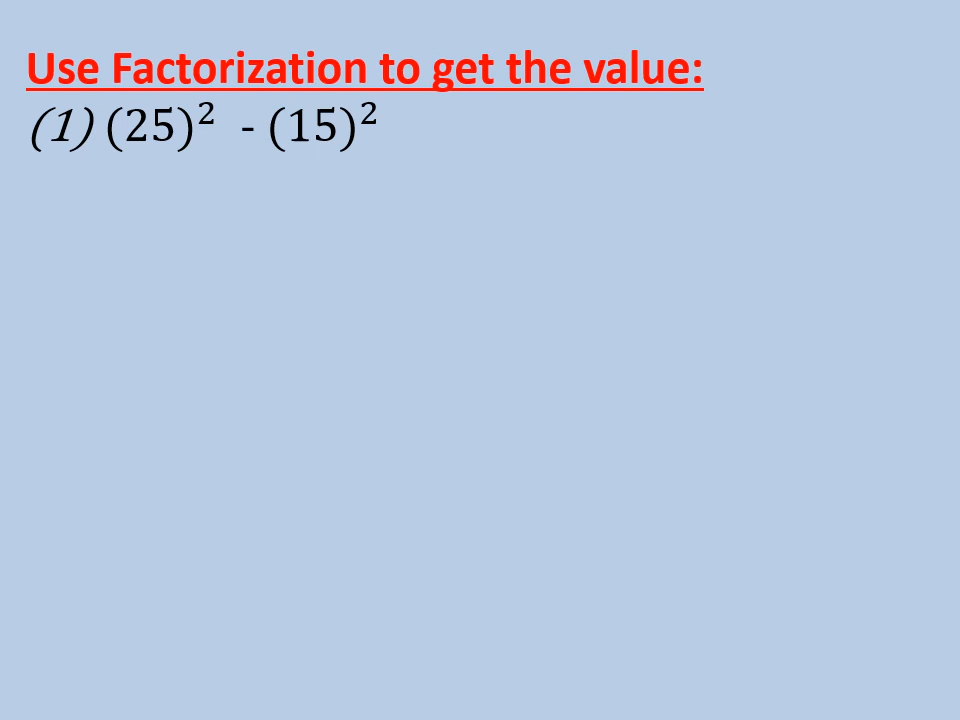 Use Factorization to get the value:
(1) (25)² - (15)²